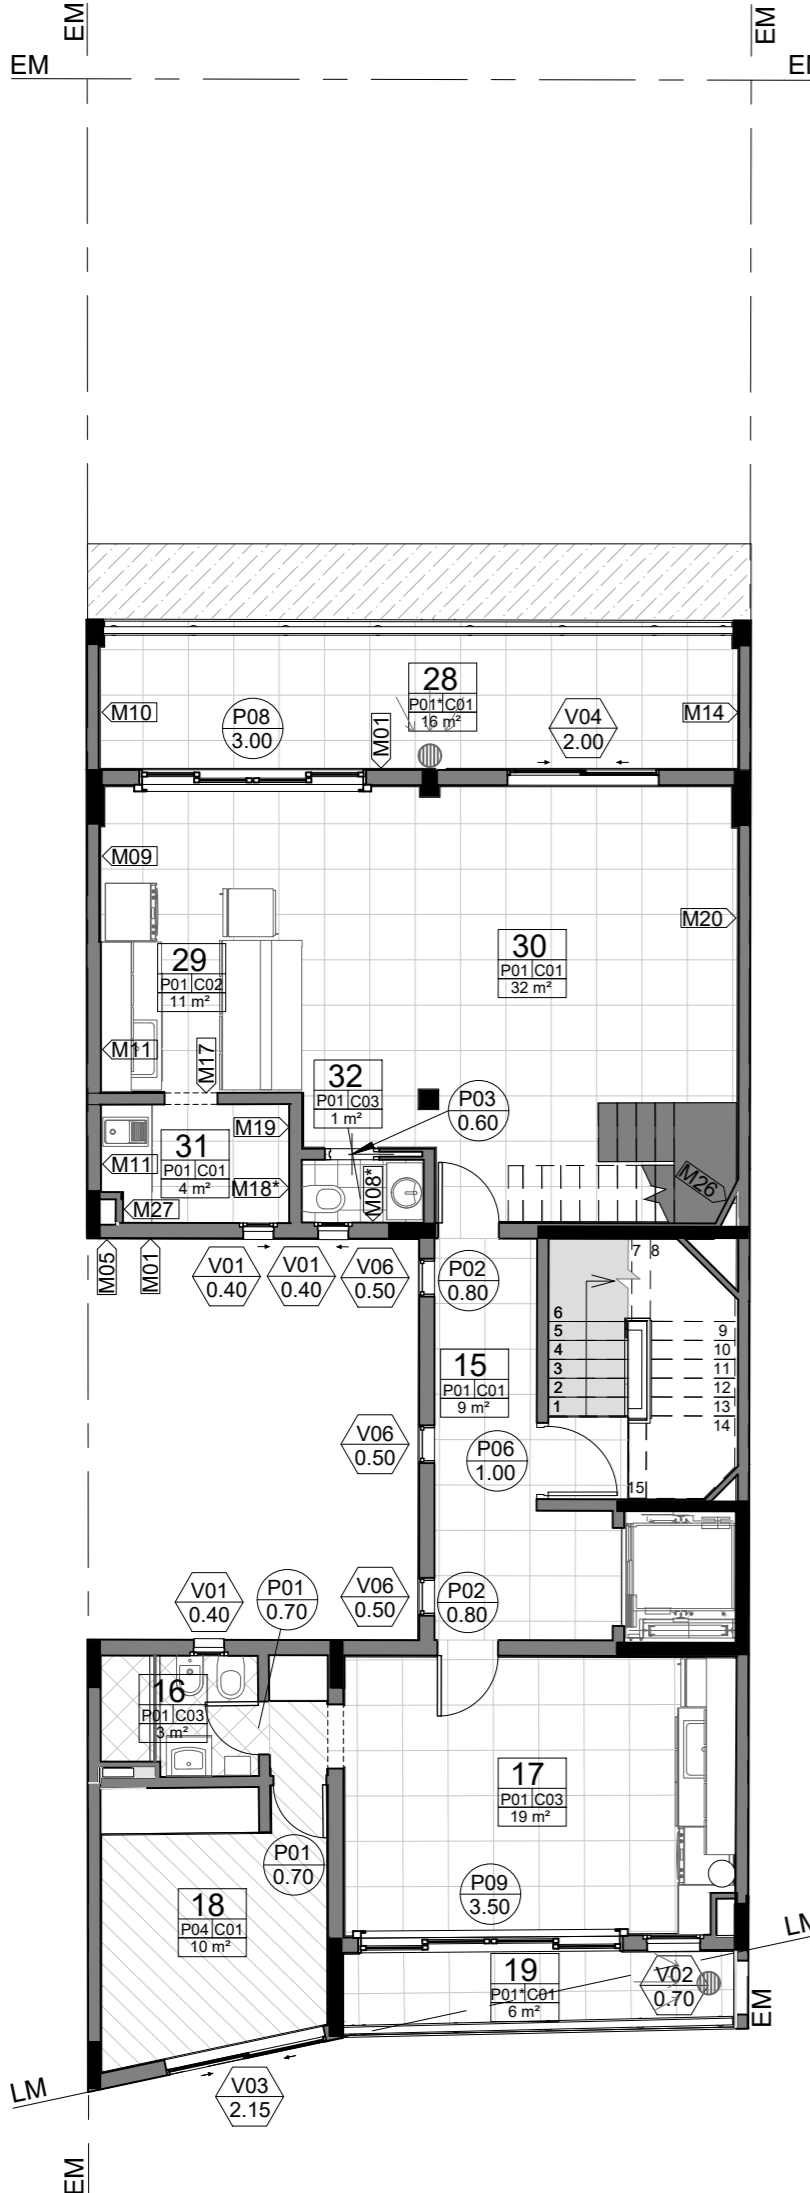 EM
EM
EM
EM
28
P01* C01
16 m²
M10
P08
3.00
M01
V04
2.00
M14
M09
M20
29
P01 C02
11 m²
30
P01 C01
32 m²
M11
M17
32
P01 C03
1 m²
P03
0.60
31
P01 C01
4 m²
M19
M11
M18*
M08*
M26
M27
M05
M01
V01
0.40
V01
0.40
V06
0.50
P02
0.80
7
8
6
5
4
3
2
1
9
10
11
12
13
14
15
15
P01 C01
9 m²
V06
0.50
P06
1.00
V01
0.40
P01
0.70
V06
0.50
P02
0.80
16
P01 C03
3 m²
17
P01 C03
19 m²
P01
0.70
P09
3.50
18
P04 C01
10 m²
19
P01* C01
6 m²
V02
0.70
LM
EM
LM
V03
2.15
EM